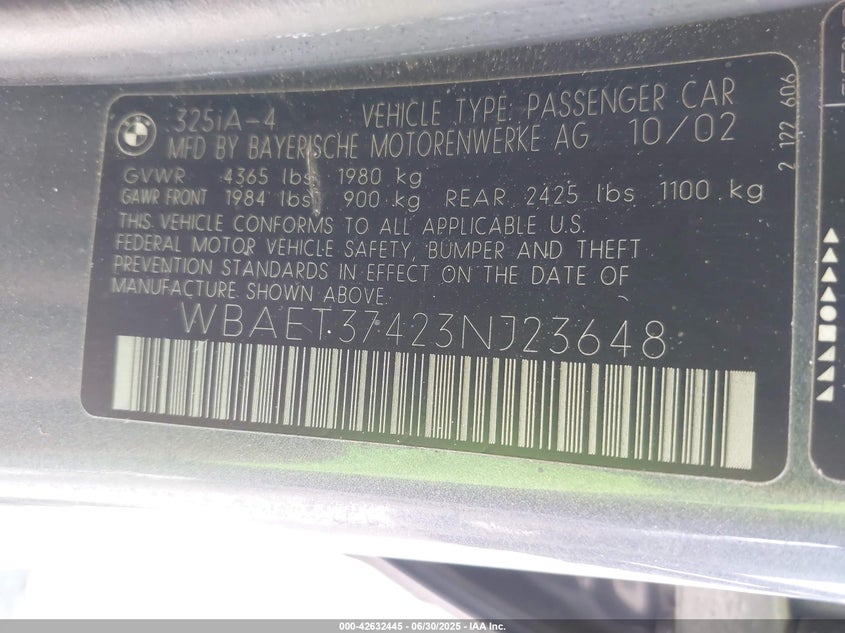 325iA-4 VEHICLE TYPE: PASSENGER CAR
MFD BY BAYERISCHE MOTORENWERKE AG 10/02
GVWR 4365 lbs 1980 kg
GAWR FRONT 1984 lbs 900 kg REAR 2425 lbs 1100 kg
THIS VEHICLE CONFORMS TO ALL APPLICABLE U.S.
FEDERAL MOTOR VEHICLE SAFETY, BUMPER AND THEFT
PREVENTION STANDARDS IN EFFECT ON THE DATE OF
MANUFACTURE SHOWN ABOVE.
WBAET37423NJ23648
2 122 606
000-42632445 - 06/30/2025 - IAA Inc.